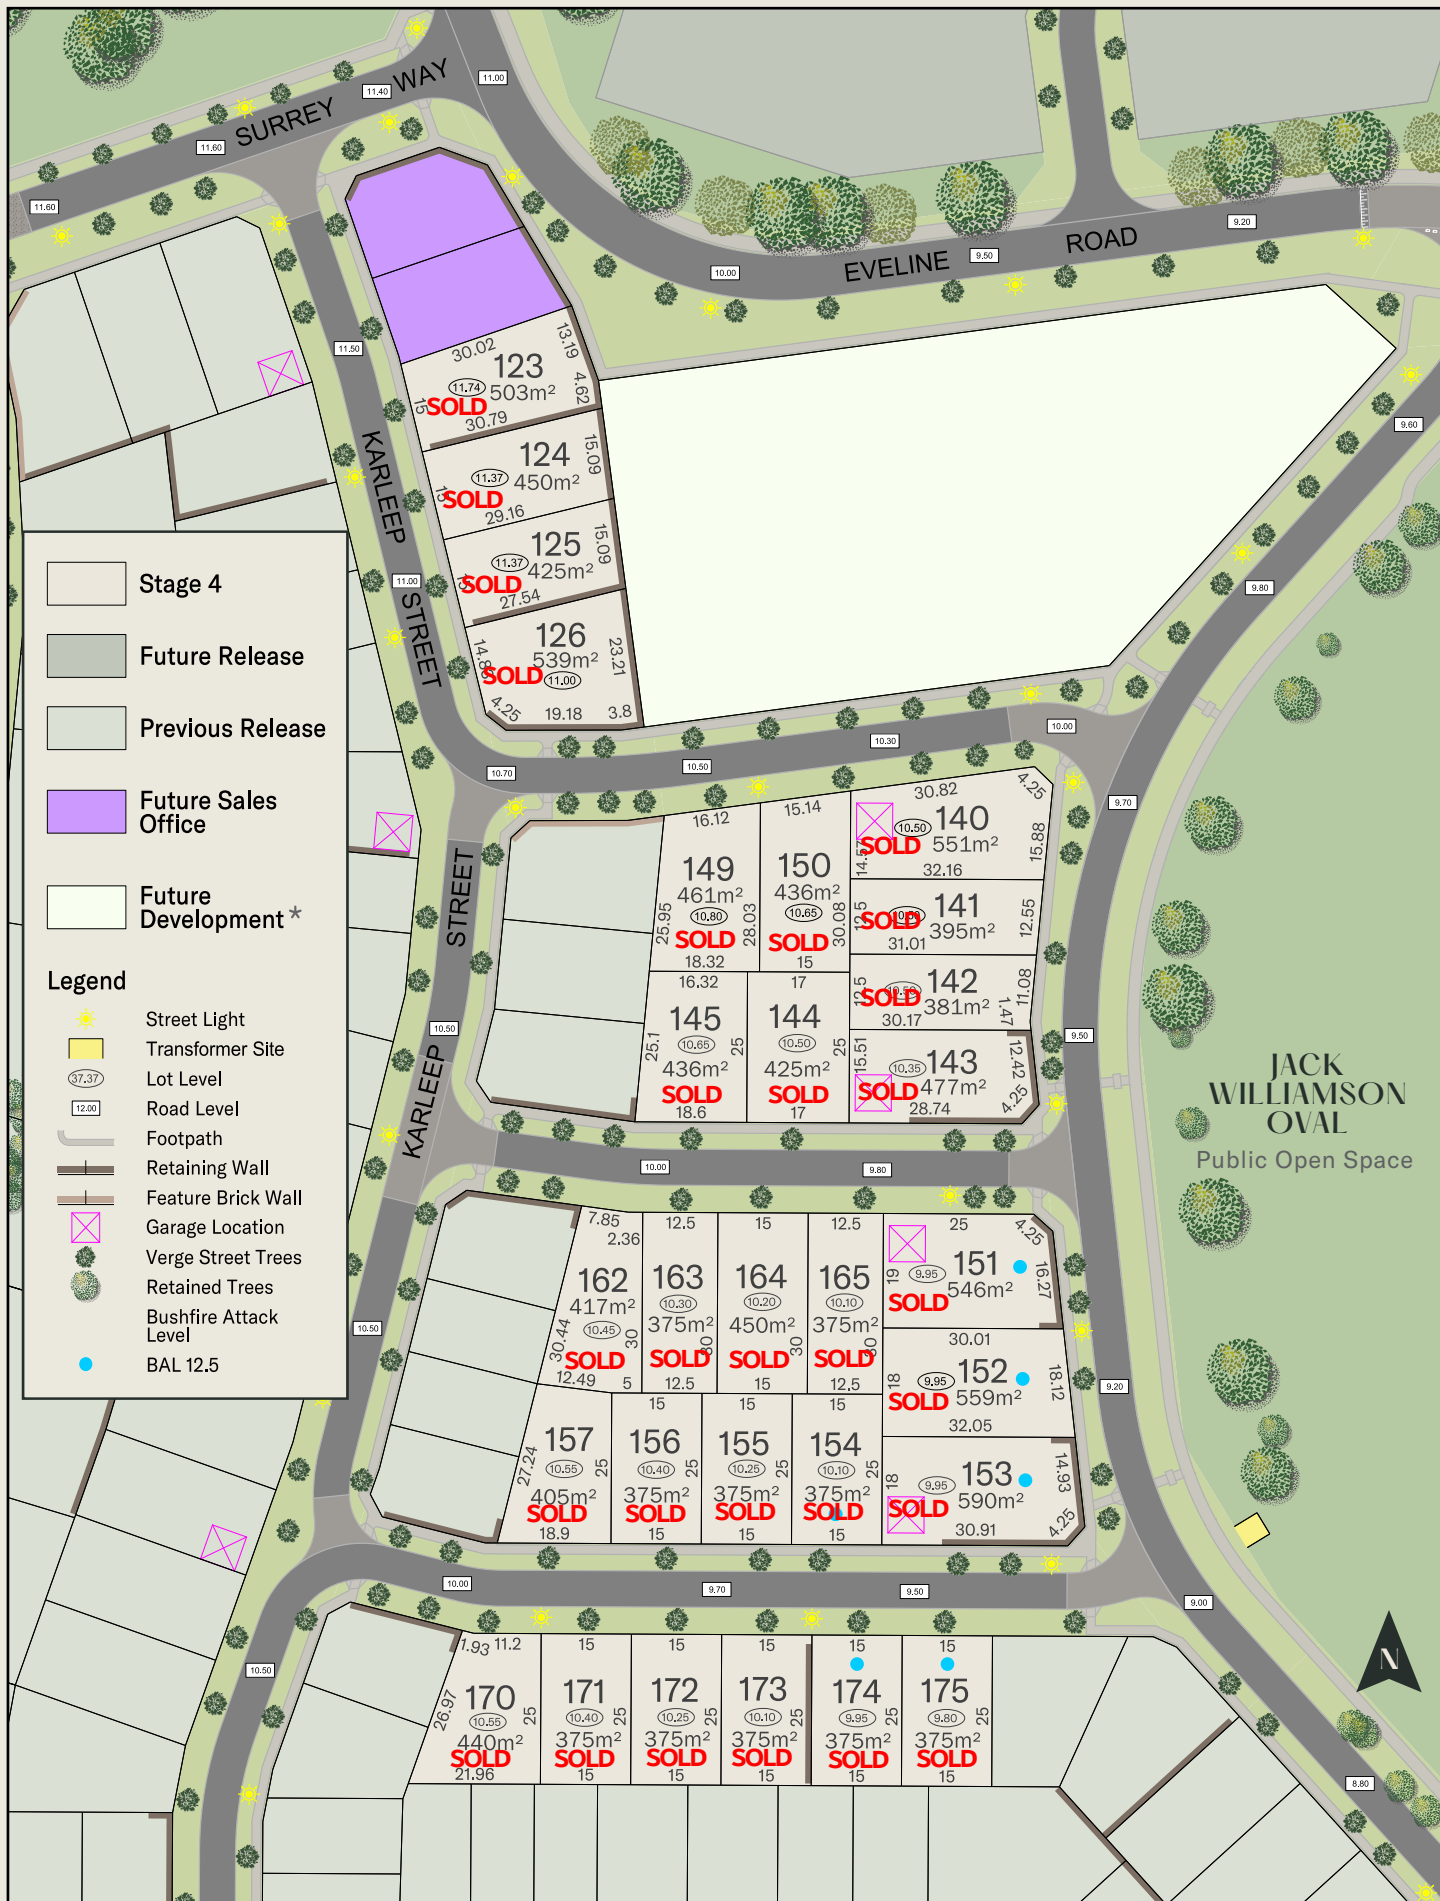 SURREY WAY
11.00
11.40
11.60
11.60
EVELINE ROAD
9.20
9.50
10.00
11.50
9.60
9.80
KARLEEP STREET
11.00
30.02
13.19
123
11.74
503m²
4.62
15
SOLD
30.79
124
15.09
11.37
450m²
15
SOLD
29.16
125
15.09
11.37
425m²
SOLD
27.54
126
539m²
23.21
SOLD
11.00
4.25
19.18
3.8
Stage 4
Future Release
Previous Release
Future Sales
Office
Future
Development*
Legend
Street Light
Transformer Site
37.37
Lot Level
12.00
Road Level
Footpath
Retaining Wall
Feature Brick Wall
Garage Location
Verge Street Trees
Retained Trees
Bushfire Attack
Level
BAL 12.5
10.70
10.50
10.30
10.00
9.70
KARLEEP STREET
10.50
16.12
149
461m²
10.80
25.95
28.03
SOLD
18.32
15.14
150
436m²
10.65
30.08
SOLD
15
30.82
4.25
140
10.50
551m²
15.88
14.57
SOLD
32.16
141
395m²
12.5
12.55
SOLD
31.01
142
381m²
12.5
11.08
SOLD
30.17
1.47
16.32
145
10.65
436m²
25.1
25
SOLD
18.6
17
144
10.50
425m²
25
SOLD
17
143
10.35
477m²
15.51
12.42
SOLD
28.74
4.25
9.50
JACK
WILLIAMSON
OVAL
Public Open Space
10.00
9.80
7.85
2.36
162
417m²
10.45
30.44
30
SOLD
12.49
5
12.5
163
10.30
375m²
30
SOLD
12.5
15
164
10.20
450m²
30
SOLD
15
12.5
165
10.10
375m²
30
SOLD
12.5
25
4.25
151
9.95
546m²
19
16.27
SOLD
30.01
152
9.95
559m²
18
18.12
SOLD
32.05
10.50
9.20
157
10.55
405m²
27.24
25
SOLD
18.9
15
156
10.40
375m²
25
SOLD
15
15
155
10.25
375m²
25
SOLD
15
15
154
10.10
375m²
25
SOLD
15
153
9.95
590m²
18
14.93
SOLD
30.91
4.25
10.00
9.70
9.50
9.00
10.50
1.93
11.2
170
10.55
440m²
26.97
25
SOLD
21.96
15
171
10.40
375m²
25
SOLD
15
15
172
10.25
375m²
25
SOLD
15
15
173
10.10
375m²
25
SOLD
15
15
174
9.95
375m²
25
SOLD
15
15
175
9.80
375m²
25
SOLD
15
N
8.80